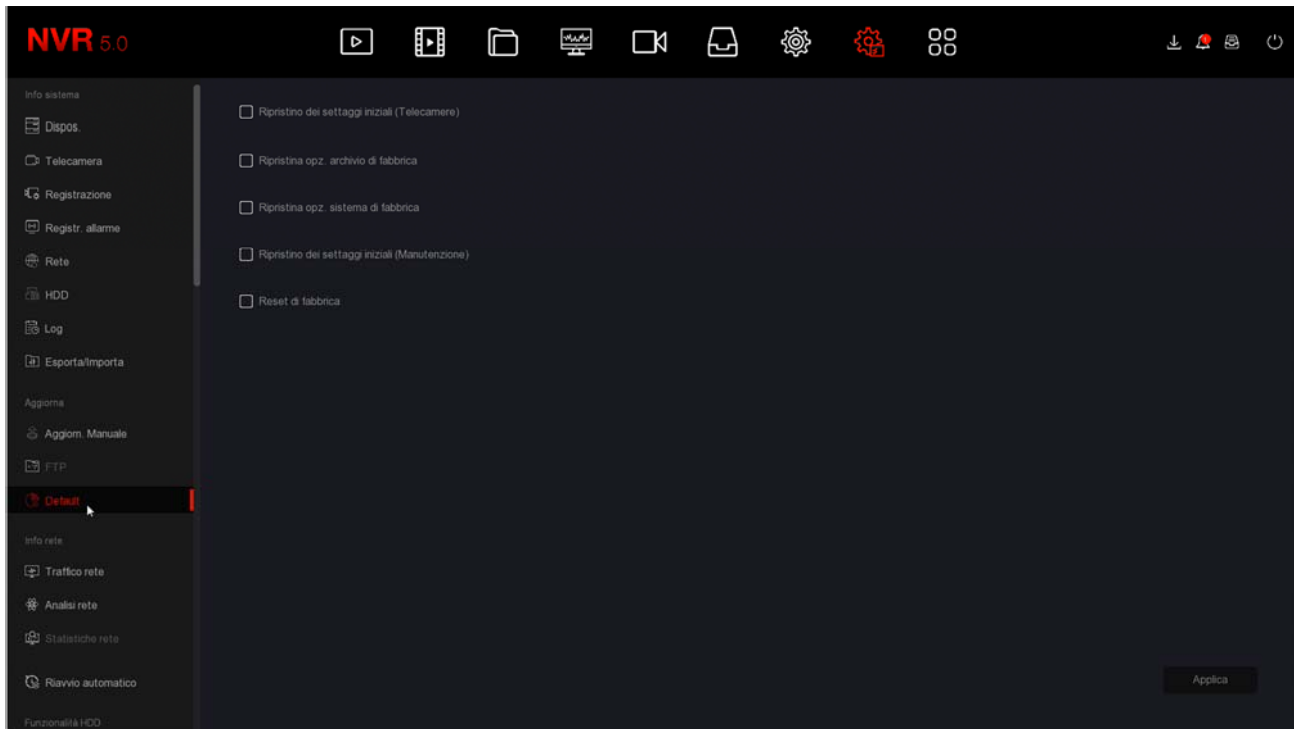 NVR 5.0
Info sistema
Dispos.
Telecamera
Registrazione
Registr. allarme
Rete
HDD
Log
Esporta/Importa
Aggiorna
Aggiorn. Manuale
FTP
Default
Info rete
Traffico rete
Analisi rete
Statistiche rete
Riavvio automatico
Funzionalità HDD
Ripristino dei settaggi iniziali (Telecamere)
Ripristina opz. archivio di fabbrica
Ripristina opz. sistema di fabbrica
Ripristino dei settaggi iniziali (Manutenzione)
Reset di fabbrica
Applica